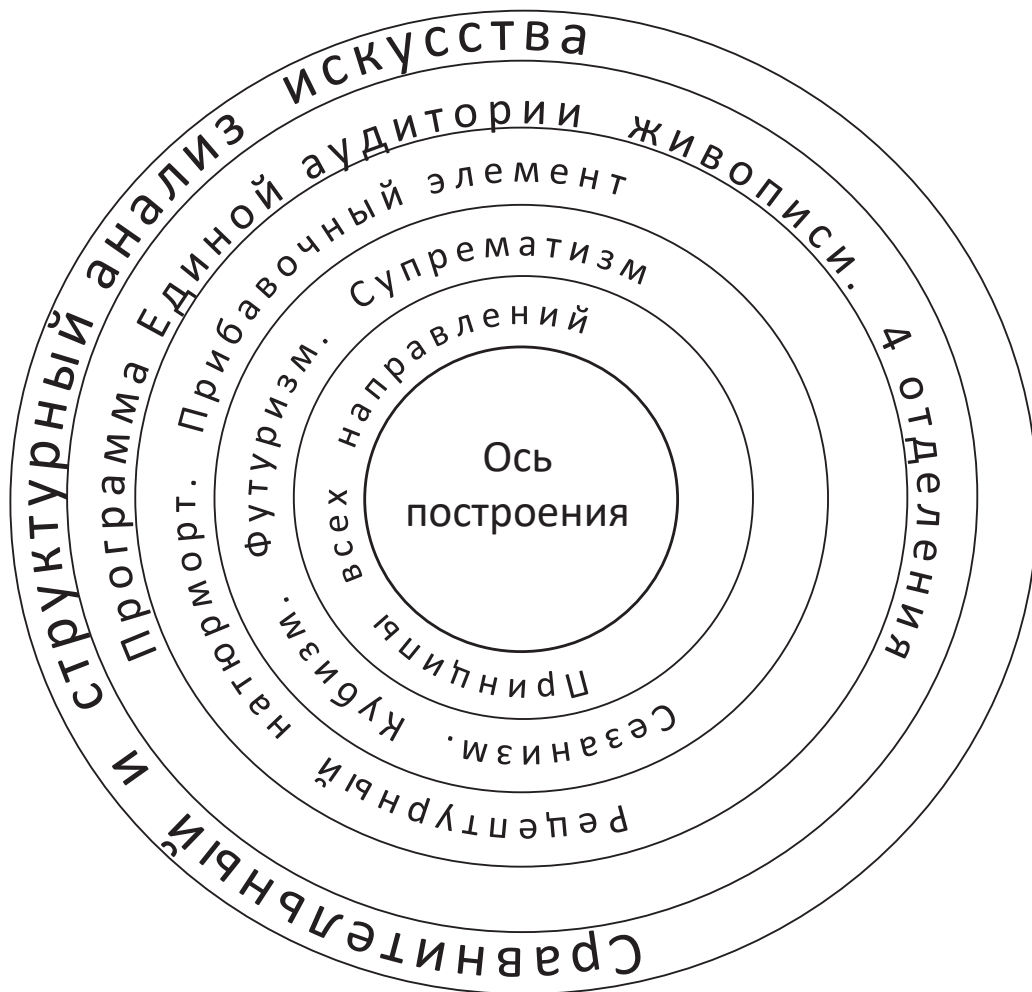 Сравнительный и структурный анализ искусства
Программа Единой аудитории живописи. 4 отделения
Рецептурный натюрморт. Прибавочный элемент
Сезанизм. Кубизм. Футуризм. Супрематизм
Принципы всех направлений
Ось
построения